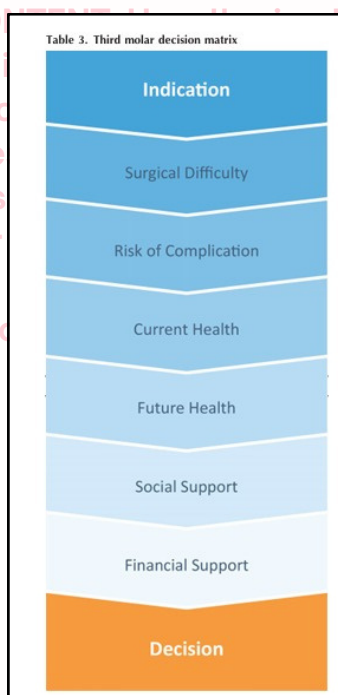 Table 3. Third molar decision matrix
Indication
Surgical Difficulty
Risk of Complication
Current Health
Future Health
Social Support
Financial Support
Decision